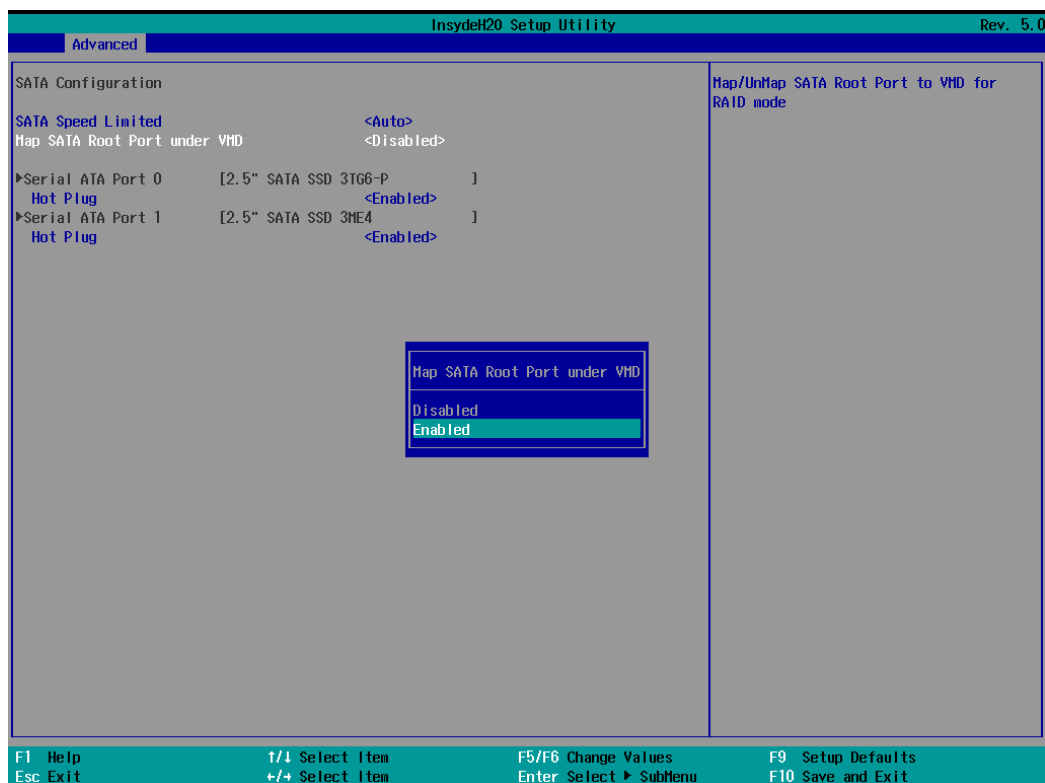 InsydeH20 Setup Utility Rev. 5.0
Advanced
SATA Configuration
SATA Speed Limited <Auto>
Map SATA Root Port under VMD <Disabled>
▶Serial ATA Port 0 [2.5" SATA SSD 3TG6-P ]
Hot Plug <Enabled>
▶Serial ATA Port 1 [2.5" SATA SSD 3ME4 ]
Hot Plug <Enabled>
Map/UnMap SATA Root Port to VMD for
RAID mode
Map SATA Root Port under VMD
Disabled
Enabled
F1 Help ↑/↓ Select Item F5/F6 Change Values F9 Setup Defaults
Esc Exit ←/→ Select Item Enter Select ▶ SubMenu F10 Save and Exit